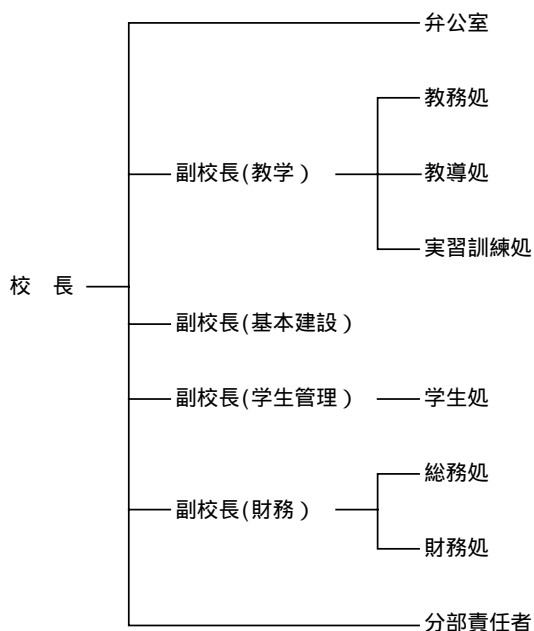 弁公室
教務処
副校長(教学)
教導処
実習訓練処
校　長
副校長(基本建設)
副校長(学生管理)
学生処
総務処
副校長(財務)
財務処
分部責任者